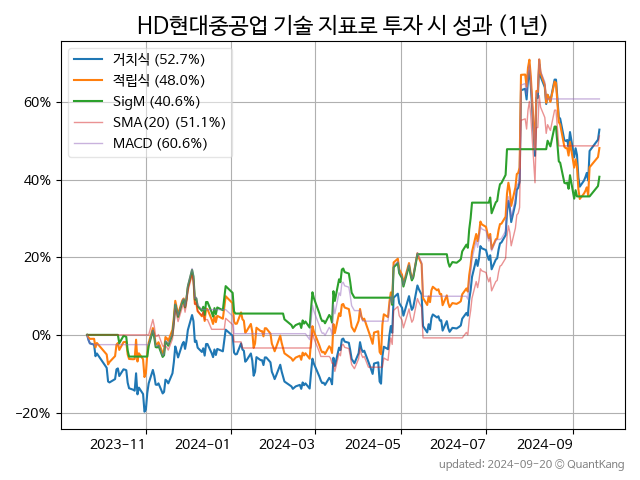 HD현대중공업 기술 지표로 투자 시 성과 (1년)
거치식 (52.7%)
적립식 (48.0%)
SigM (40.6%)
SMA(20) (51.1%)
MACD (60.6%)
60%
40%
20%
0%
−20%
2023-11
2024-01
2024-03
2024-05
2024-07
2024-09
updated: 2024-09-20 © QuantKang